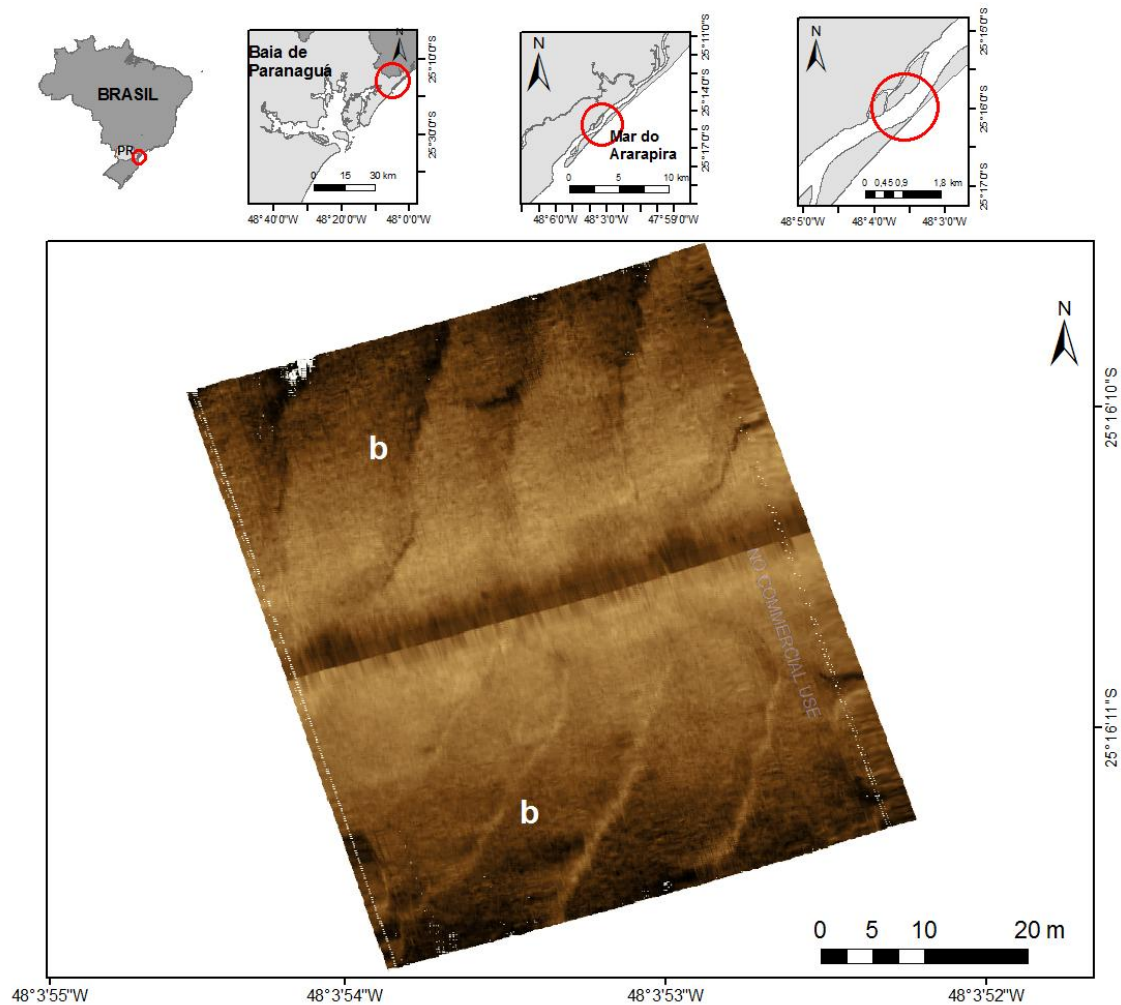 BRASIL
PR
Baia de
Paranaguá
N
25°10'0"S
25°30'0"S
0 15 30 km
48°40'0"W 48°20'0"W 48°0'0"W
N
Mar do
Ararapira
25°11'0"S
25°14'0"S
25°17'0"S
0 5 10 km
48°6'0"W 48°3'0"W 47°59'0"W
N
25°15'0"S
25°16'0"S
25°17'0"S
0 0,45 0,9 1,8 km
48°5'0"W 48°4'0"W 48°3'0"W
N
b
b
NO COMMERCIAL USE
25°16'10"S
25°16'11"S
0 5 10 20 m
48°3'55"W 48°3'54"W 48°3'53"W 48°3'52"W